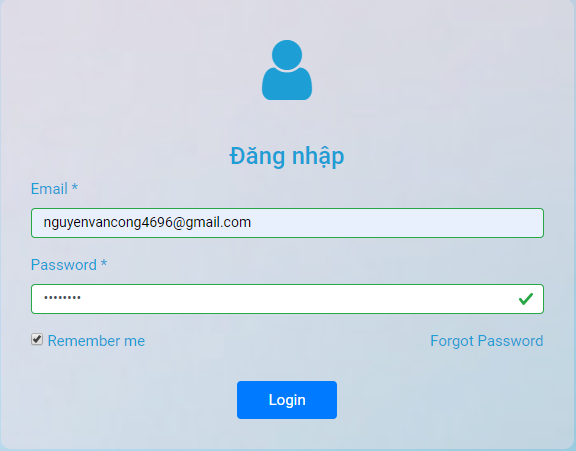 Đăng nhập
Email *
nguyenvancong4696@gmail.com
Password *
••••••••
Remember me Forgot Password
Login